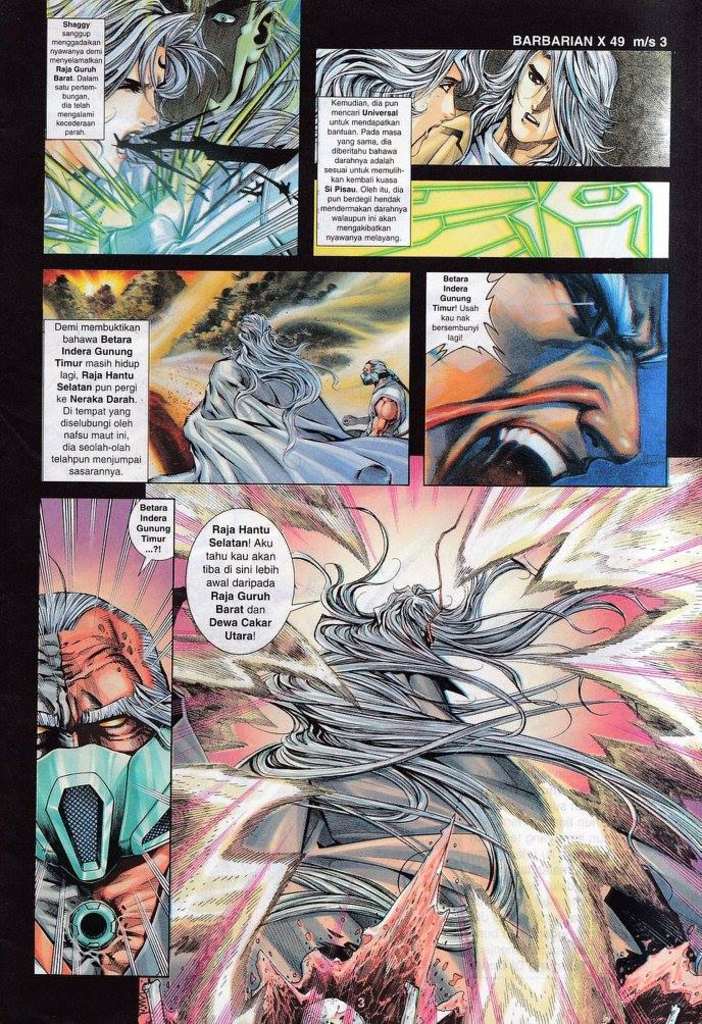 BARBARIAN X 49 m/s 3
Shaggy
sanggup
menggadaikan
nyawanya demi
menyelamatkan
Raja Guruh
Barat. Dalam
satu pertem-
bungan,
dia telah
mengalami
kecederaan
parah.
Kemudian, dia pun
mencari Universal
untuk mendapatkan
bantuan. Pada masa
yang sama, dia
diberitahu bahawa
darahnya adalah
sesuai untuk memulih-
kan kembali kuasa
Si Pisau. Oleh itu, dia
pun berdegil hendak
mendermakan darahnya
walaupun ini akan
mengakibatkan
nyawanya melayang.
Demi membuktikan
bahawa Betara
Indera Gunung
Timur masih hidup
lagi, Raja Hantu
Selatan pun pergi
ke Neraka Darah.
Di tempat yang
diselubungi oleh
nafsu maut ini,
dia seolah-olah
telahpun menjumpai
sasarannya.
Betara
Indera
Gunung
Timur! Usah
kau nak
bersembunyi
lagi!
Betara
Indera
Gunung
Timur
...?!
Raja Hantu
Selatan! Aku
tahu kau akan
tiba di sini lebih
awal daripada
Raja Guruh
Barat dan
Dewa Cakar
Utara!
3